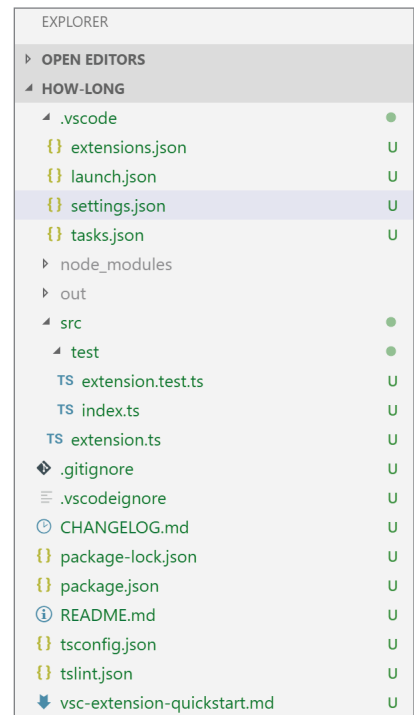 EXPLORER
OPEN EDITORS
HOW-LONG
.vscode
{} extensions.json U
{} launch.json U
{} settings.json U
{} tasks.json U
node_modules
out
src
test
TS extension.test.ts U
TS index.ts U
TS extension.ts U
.gitignore U
.vscodeignore U
CHANGELOG.md U
{} package-lock.json U
{} package.json U
README.md U
{} tsconfig.json U
{} tslint.json U
vsc-extension-quickstart.md U